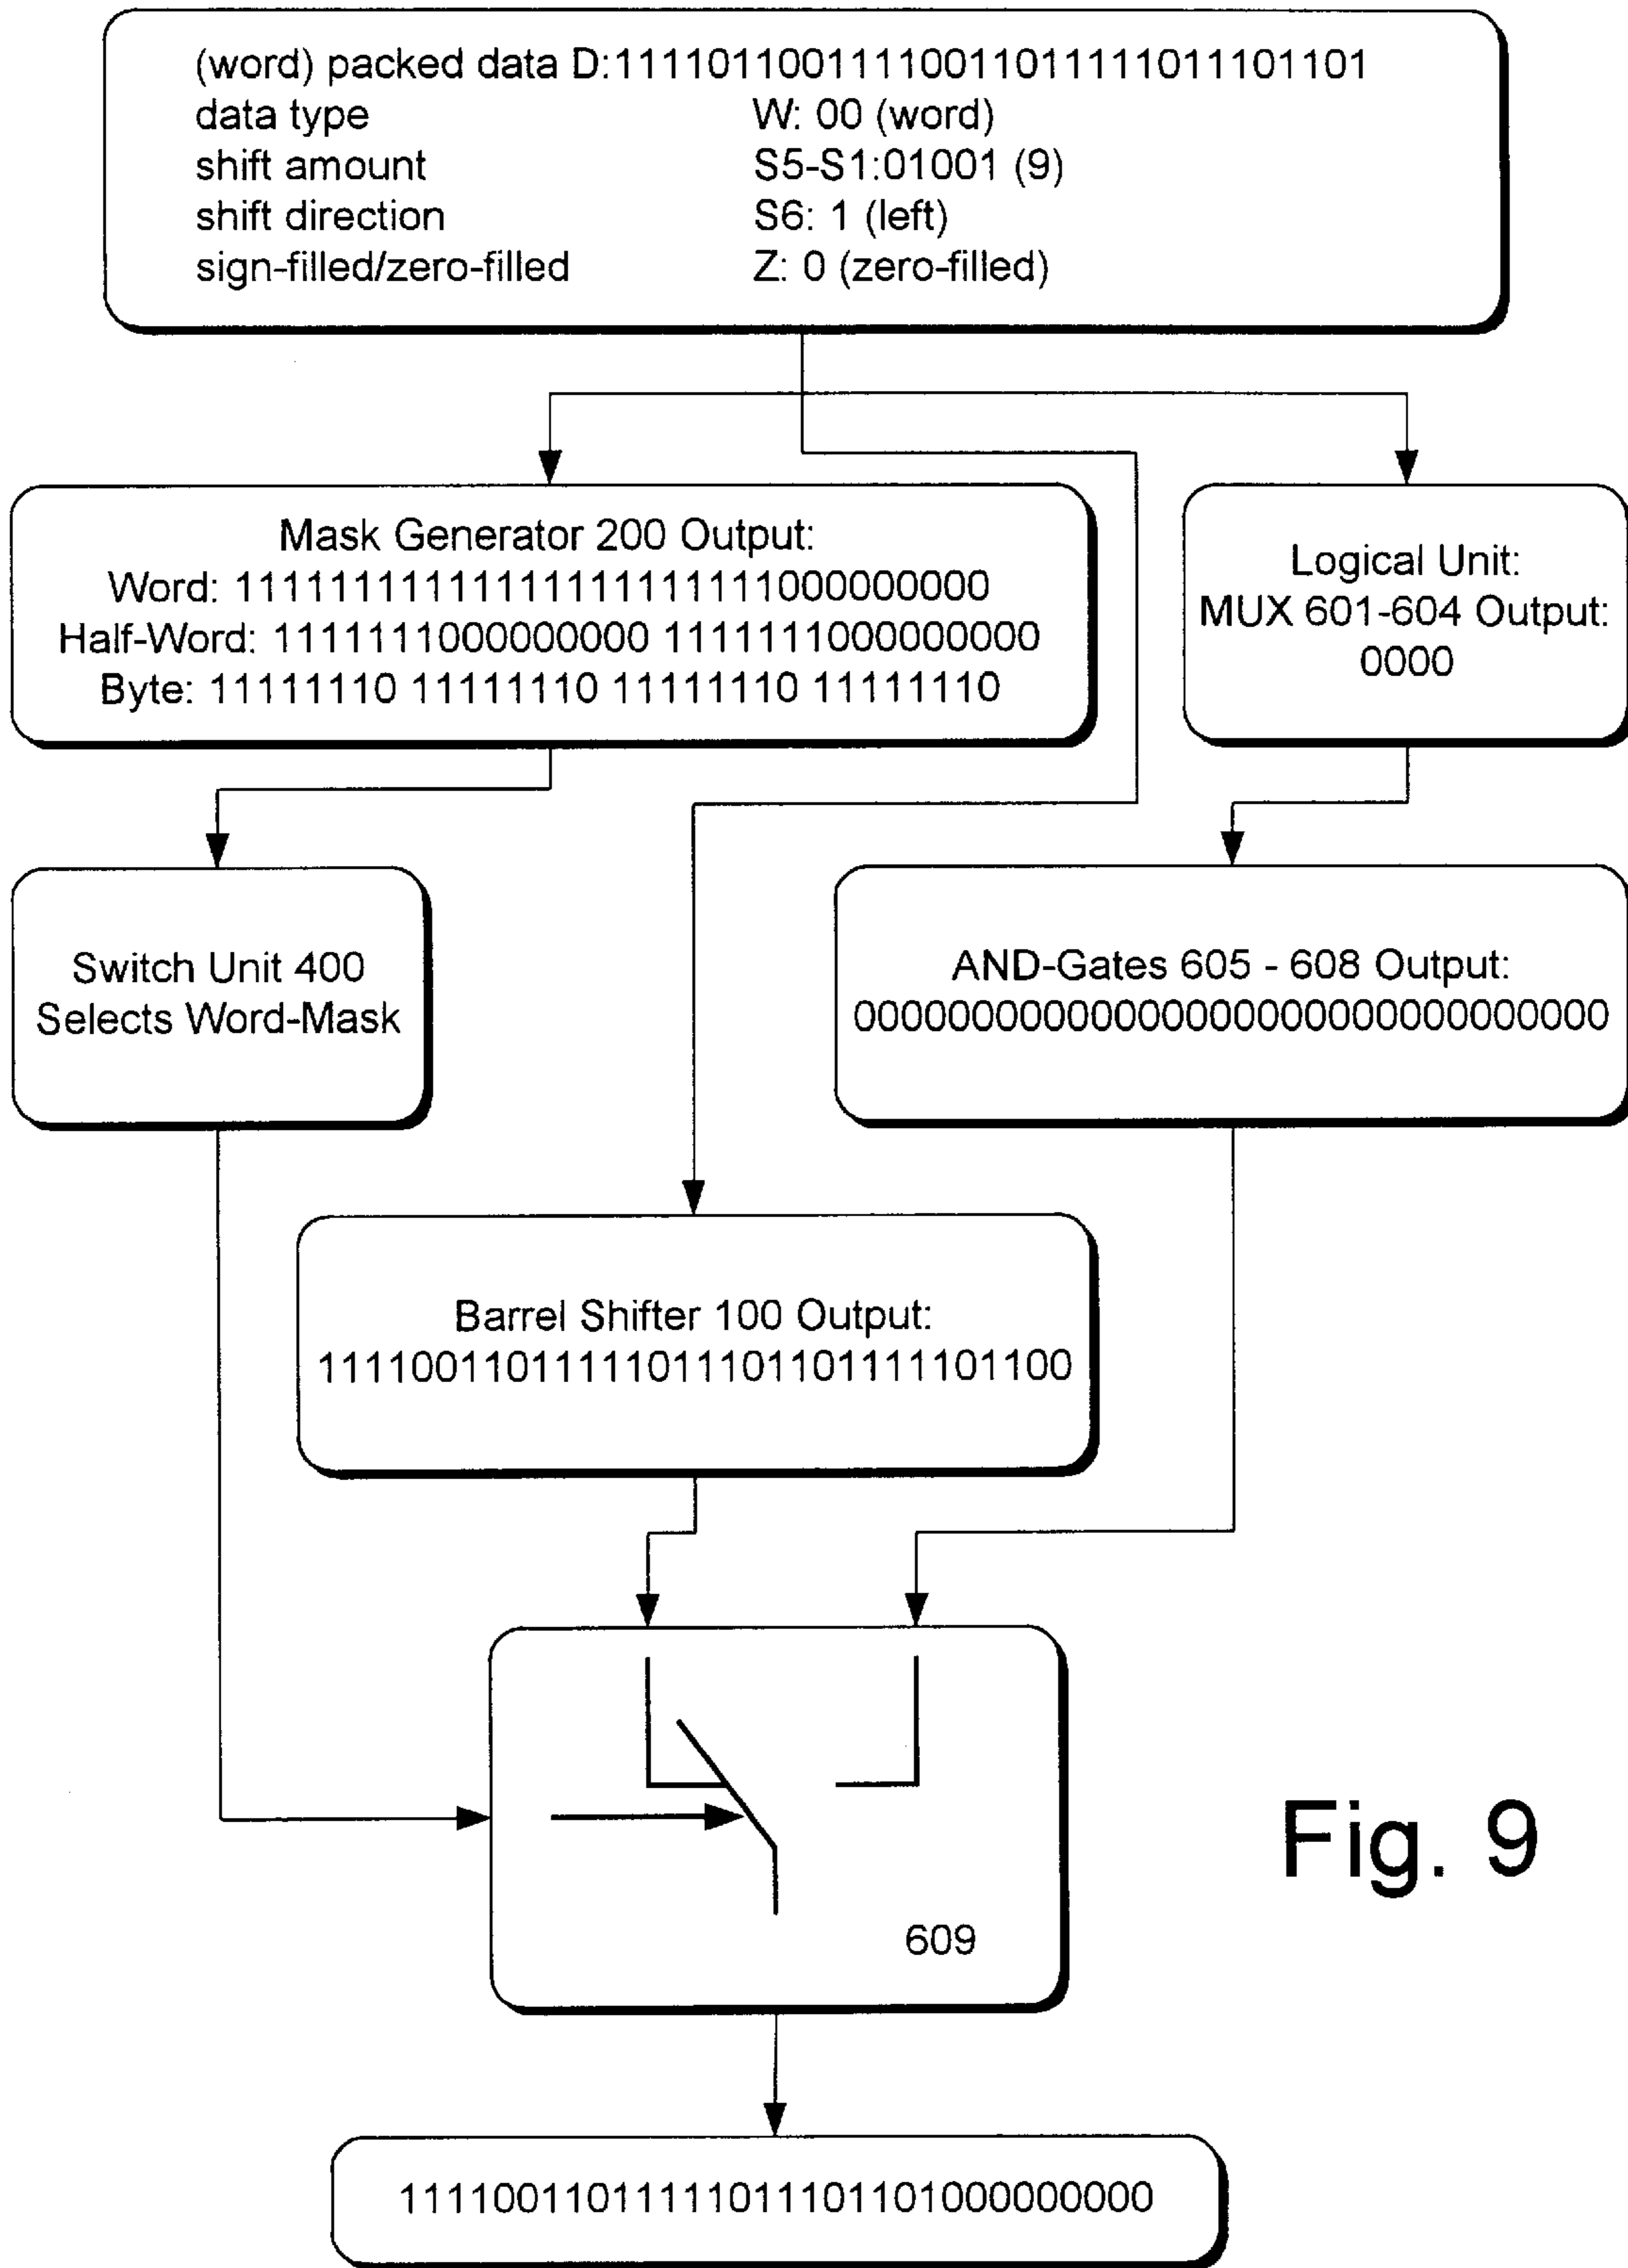 (word) packed data D:11110110011110011011111011101101
data type W: 00 (word)
shift amount S5-S1:01001 (9)
shift direction S6: 1 (left)
sign-filled/zero-filled Z: 0 (zero-filled)
Mask Generator 200 Output:
Word: 11111111111111111111111000000000
Half-Word: 1111111000000000 1111111000000000
Byte: 11111110 11111110 11111110 11111110
Logical Unit:
MUX 601-604 Output:
0000
Switch Unit 400
Selects Word-Mask
AND-Gates 605 - 608 Output:
00000000000000000000000000000000
Barrel Shifter 100 Output:
11110011011111011101101111101100
609
Fig. 9
11110011011111011101101000000000